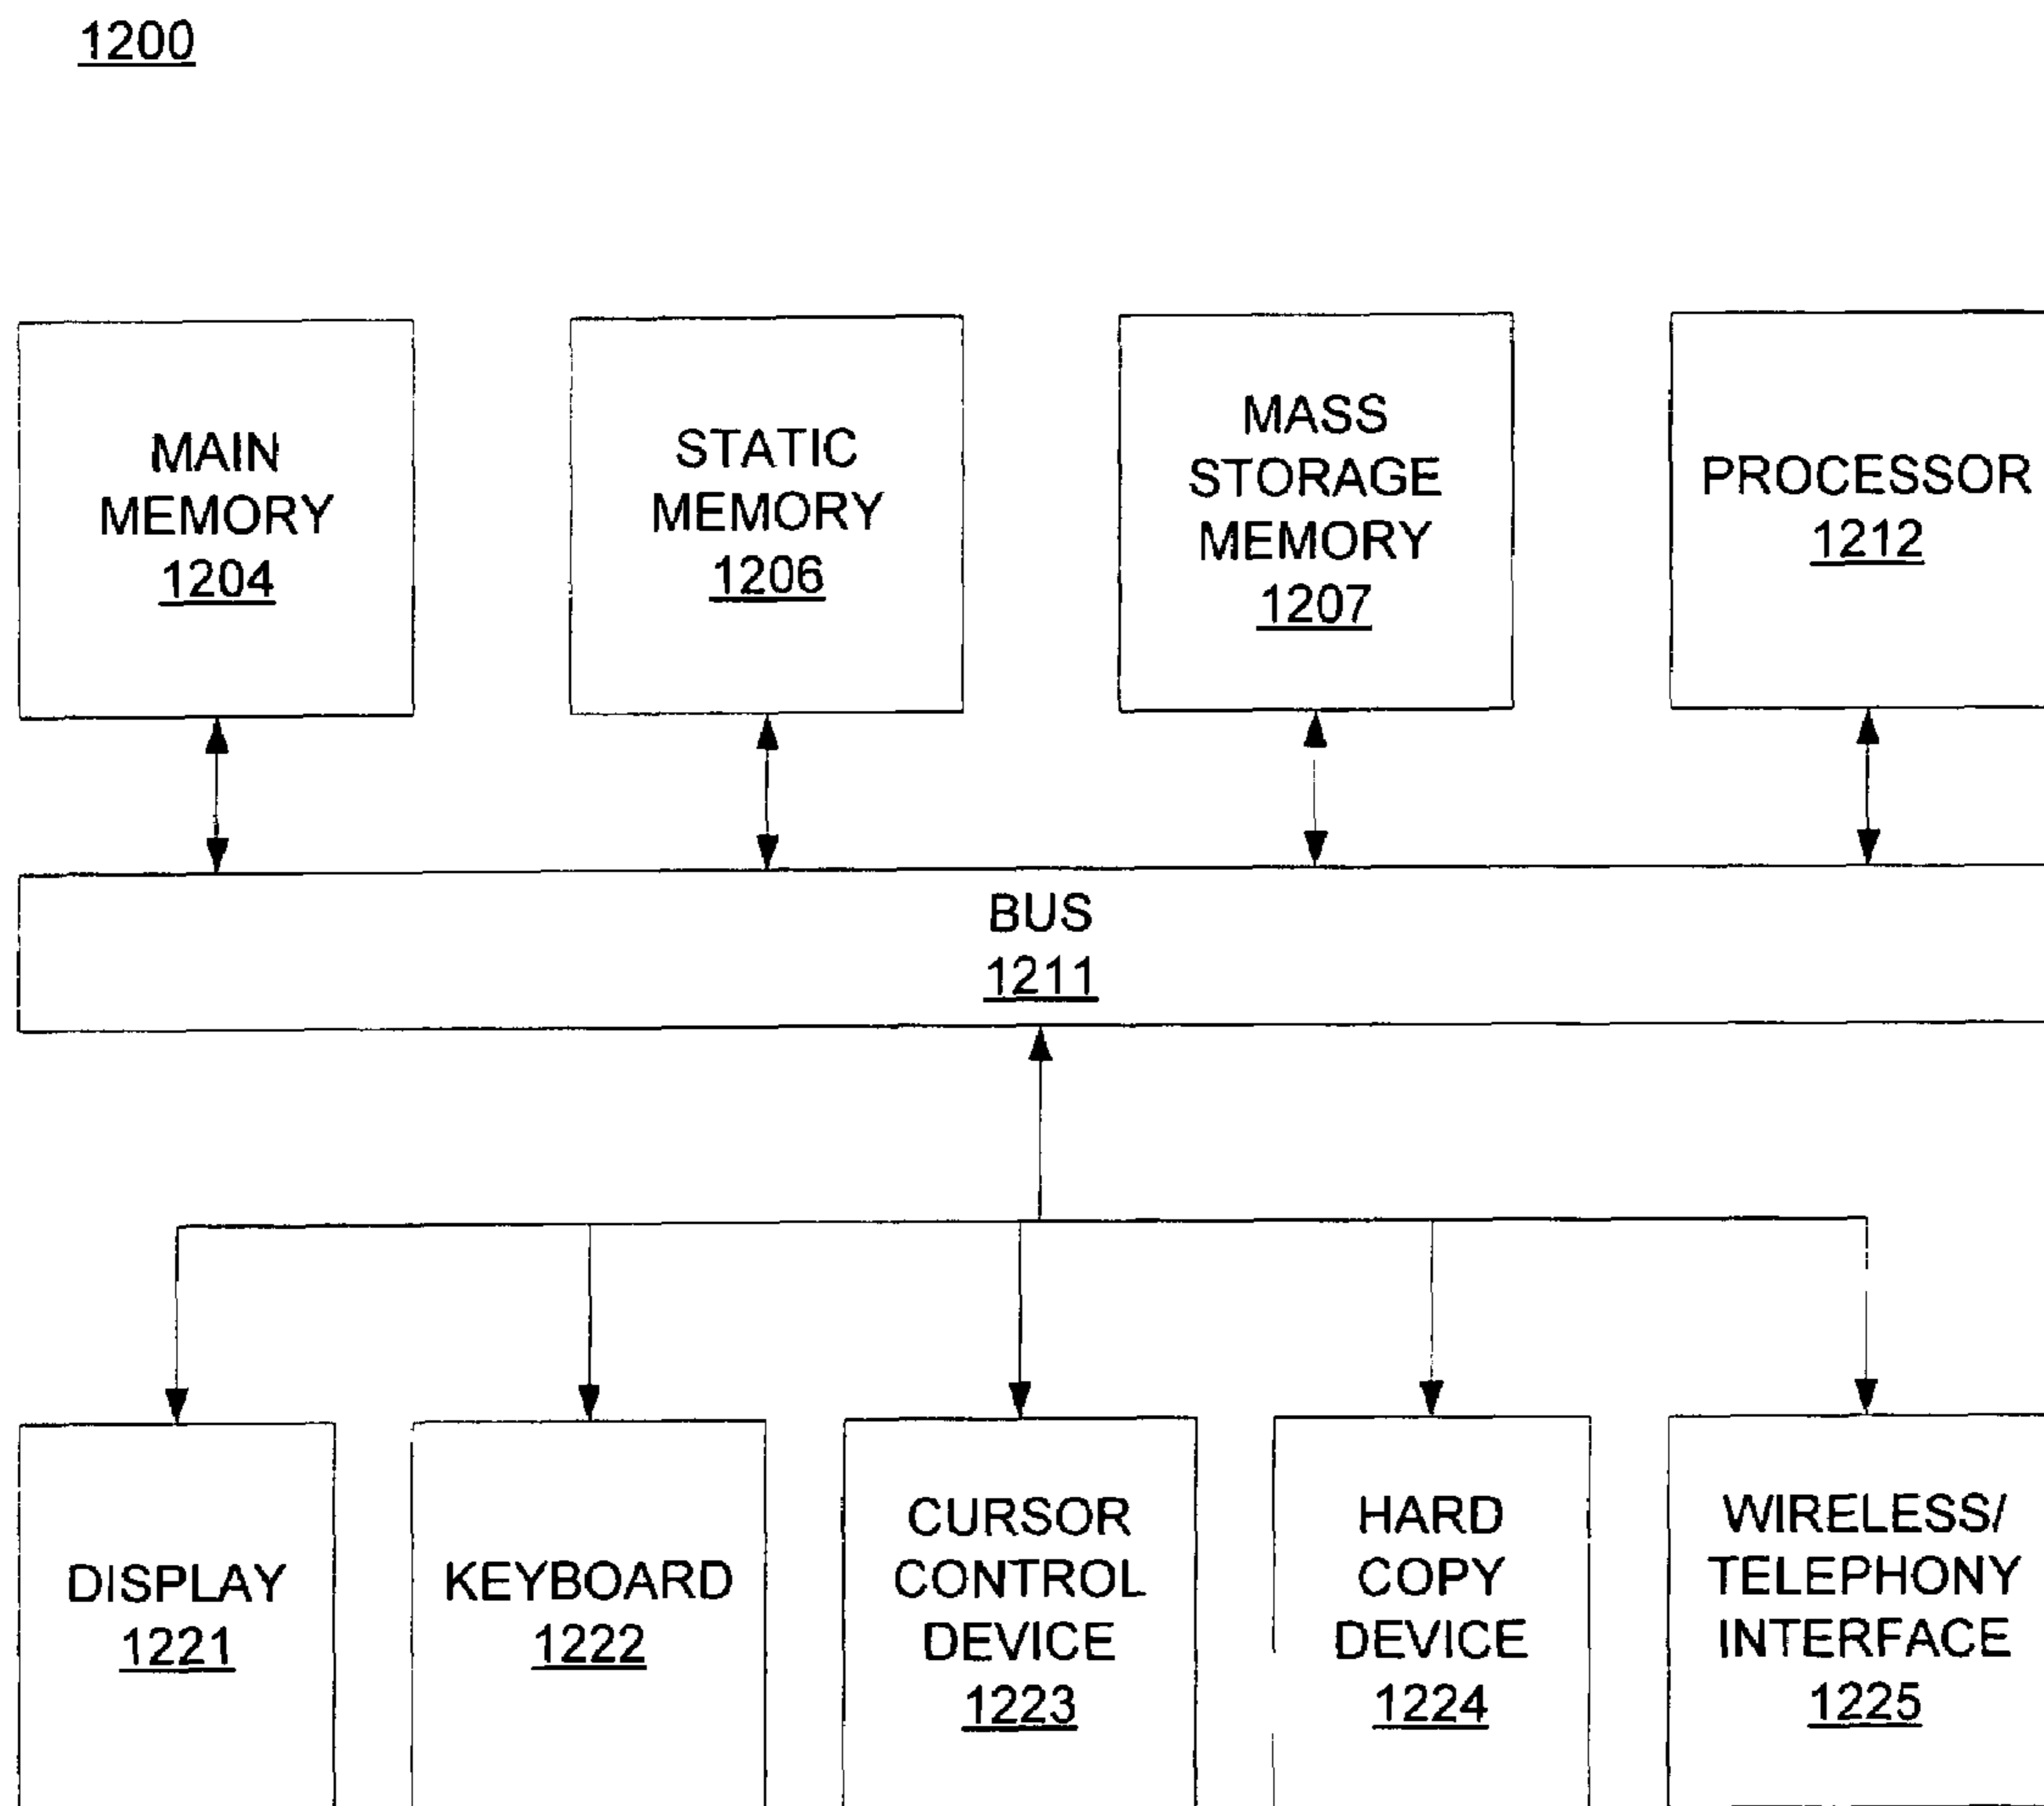 1200
MAIN
MEMORY
1204
STATIC
MEMORY
1206
MASS
STORAGE
MEMORY
1207
PROCESSOR
1212
BUS
1211
DISPLAY
1221
KEYBOARD
1222
CURSOR
CONTROL
DEVICE
1223
HARD
COPY
DEVICE
1224
WIRELESS/
TELEPHONY
INTERFACE
1225